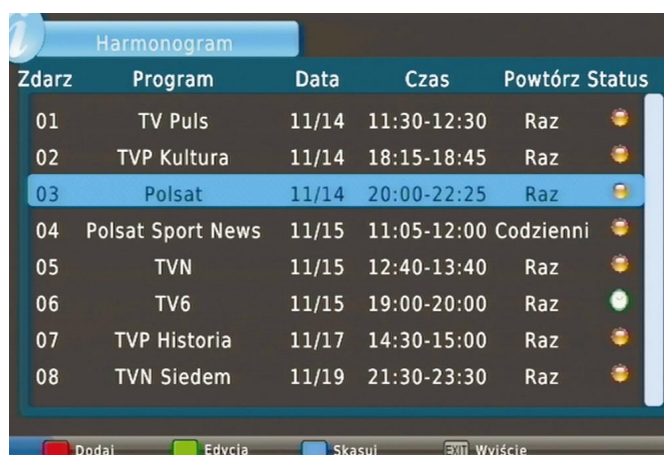 Harmonogram
Zdarz Program Data Czas Powtórz Status
01 TV Puls 11/14 11:30-12:30 Raz
02 TVP Kultura 11/14 18:15-18:45 Raz
03 Polsat 11/14 20:00-22:25 Raz
04 Polsat Sport News 11/15 11:05-12:00 Codzienni
05 TVN 11/15 12:40-13:40 Raz
06 TV6 11/15 19:00-20:00 Raz
07 TVP Historia 11/17 14:30-15:00 Raz
08 TVN Siedem 11/19 21:30-23:30 Raz
Dodaj Edycja Skasuj EXIT Wyjście